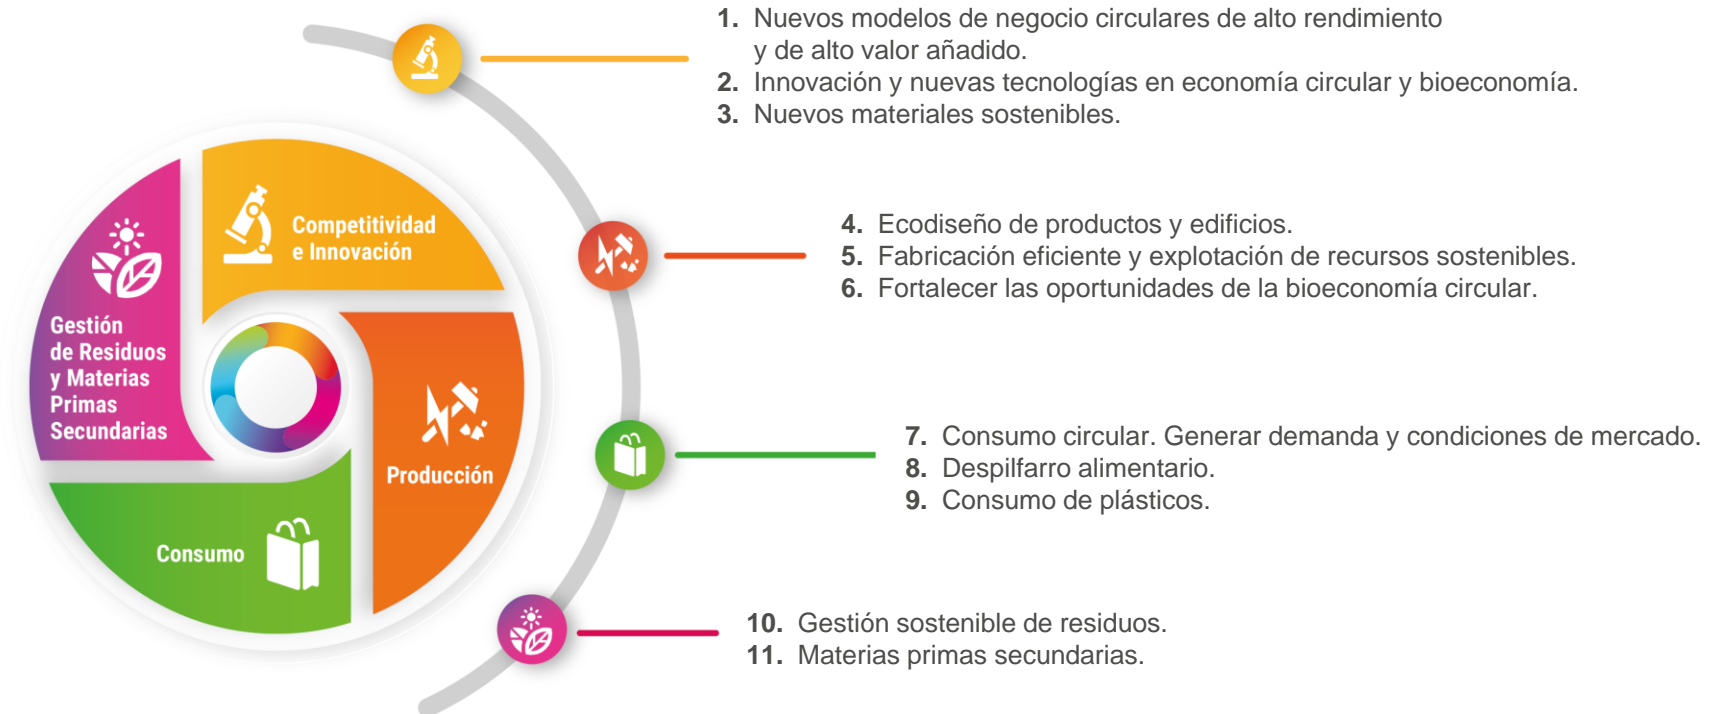 1. Nuevos modelos de negocio circulares de alto rendimiento
y de alto valor añadido.
2. Innovación y nuevas tecnologías en economía circular y bioeconomía.
3. Nuevos materiales sostenibles.
Competitividad
e Innovación
4. Ecodiseño de productos y edificios.
5. Fabricación eficiente y explotación de recursos sostenibles.
6. Fortalecer las oportunidades de la bioeconomía circular.
Gestión
de Residuos
y Materias
Primas
Secundarias
Producción
7. Consumo circular. Generar demanda y condiciones de mercado.
8. Despilfarro alimentario.
9. Consumo de plásticos.
Consumo
10. Gestión sostenible de residuos.
11. Materias primas secundarias.